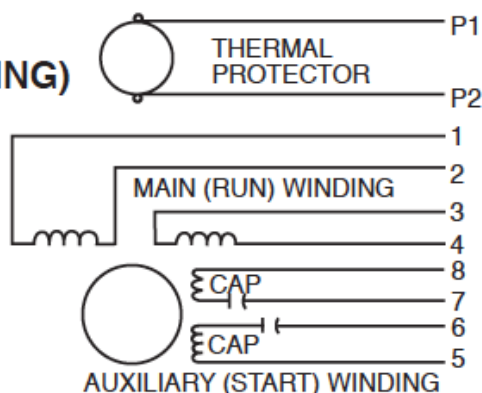 P1
THERMAL
ING)
PROTECTOR
P2
1
2
MAIN (RUN) WINDING
3
4
8
CAP
7
6
CAP
5
AUXILIARY (START) WINDING